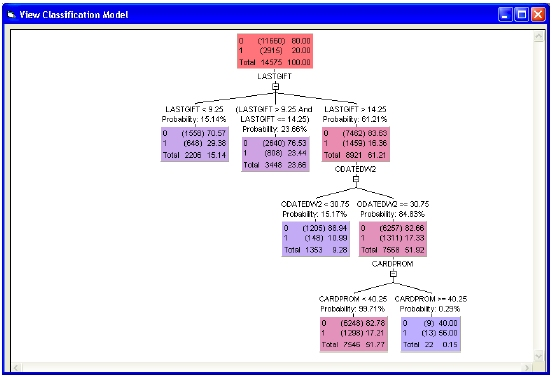 View Classification Model
0 (11660) 80.00
1 (2915) 20.00
Total 14575 100.00
LASTGIFT
LASTGIFT < 9.25
Probability: 15.14%
0 (1558) 70.57
1 (648) 29.38
Total 2206 15.14
(LASTGIFT > 9.25 And
LASTGIFT <= 14.25)
Probability: 23.66%
0 (2640) 76.53
1 (808) 23.44
Total 3448 23.66
LASTGIFT > 14.25
Probability: 61.21%
0 (7462) 83.63
1 (1459) 16.36
Total 8921 61.21
ODATEDW2
ODATEDW2 < 30.75
Probability: 15.17%
0 (1205) 88.94
1 (148) 10.99
Total 1353 9.28
ODATEDW2 >= 30.75
Probability: 84.83%
0 (6257) 82.66
1 (1311) 17.33
Total 7568 51.92
CARDPROM
CARDPROM < 40.25
Probability: 99.71%
0 (6248) 82.78
1 (1298) 17.21
Total 7546 51.77
CARDPROM >= 40.25
Probability: 0.29%
0 (9) 40.00
1 (13) 56.00
Total 22 0.15